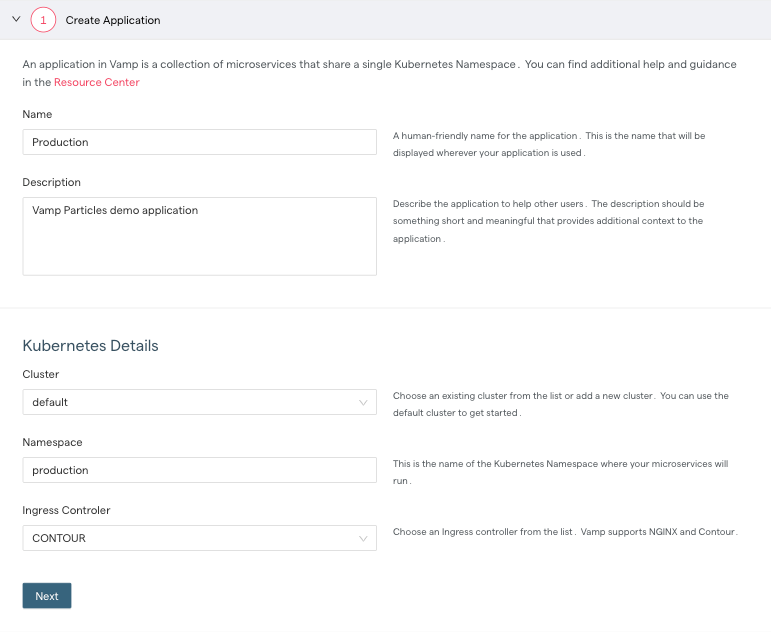 1 Create Application
An application in Vamp is a collection of microservices that share a single Kubernetes Namespace. You can find additional help and guidance
in the Resource Center
Name
Production
A human-friendly name for the application. This is the name that will be
displayed wherever your application is used.
Description
Vamp Particles demo application
Describe the application to help other users. The description should be
something short and meaningful that provides additional context to the
application.
Kubernetes Details
Cluster
default
Choose an existing cluster from the list or add a new cluster. You can use the
default cluster to get started.
Namespace
production
This is the name of the Kubernetes Namespace where your microservices will
run.
Ingress Controler
CONTOUR
Choose an Ingress controller from the list. Vamp supports NGINX and Contour.
Next